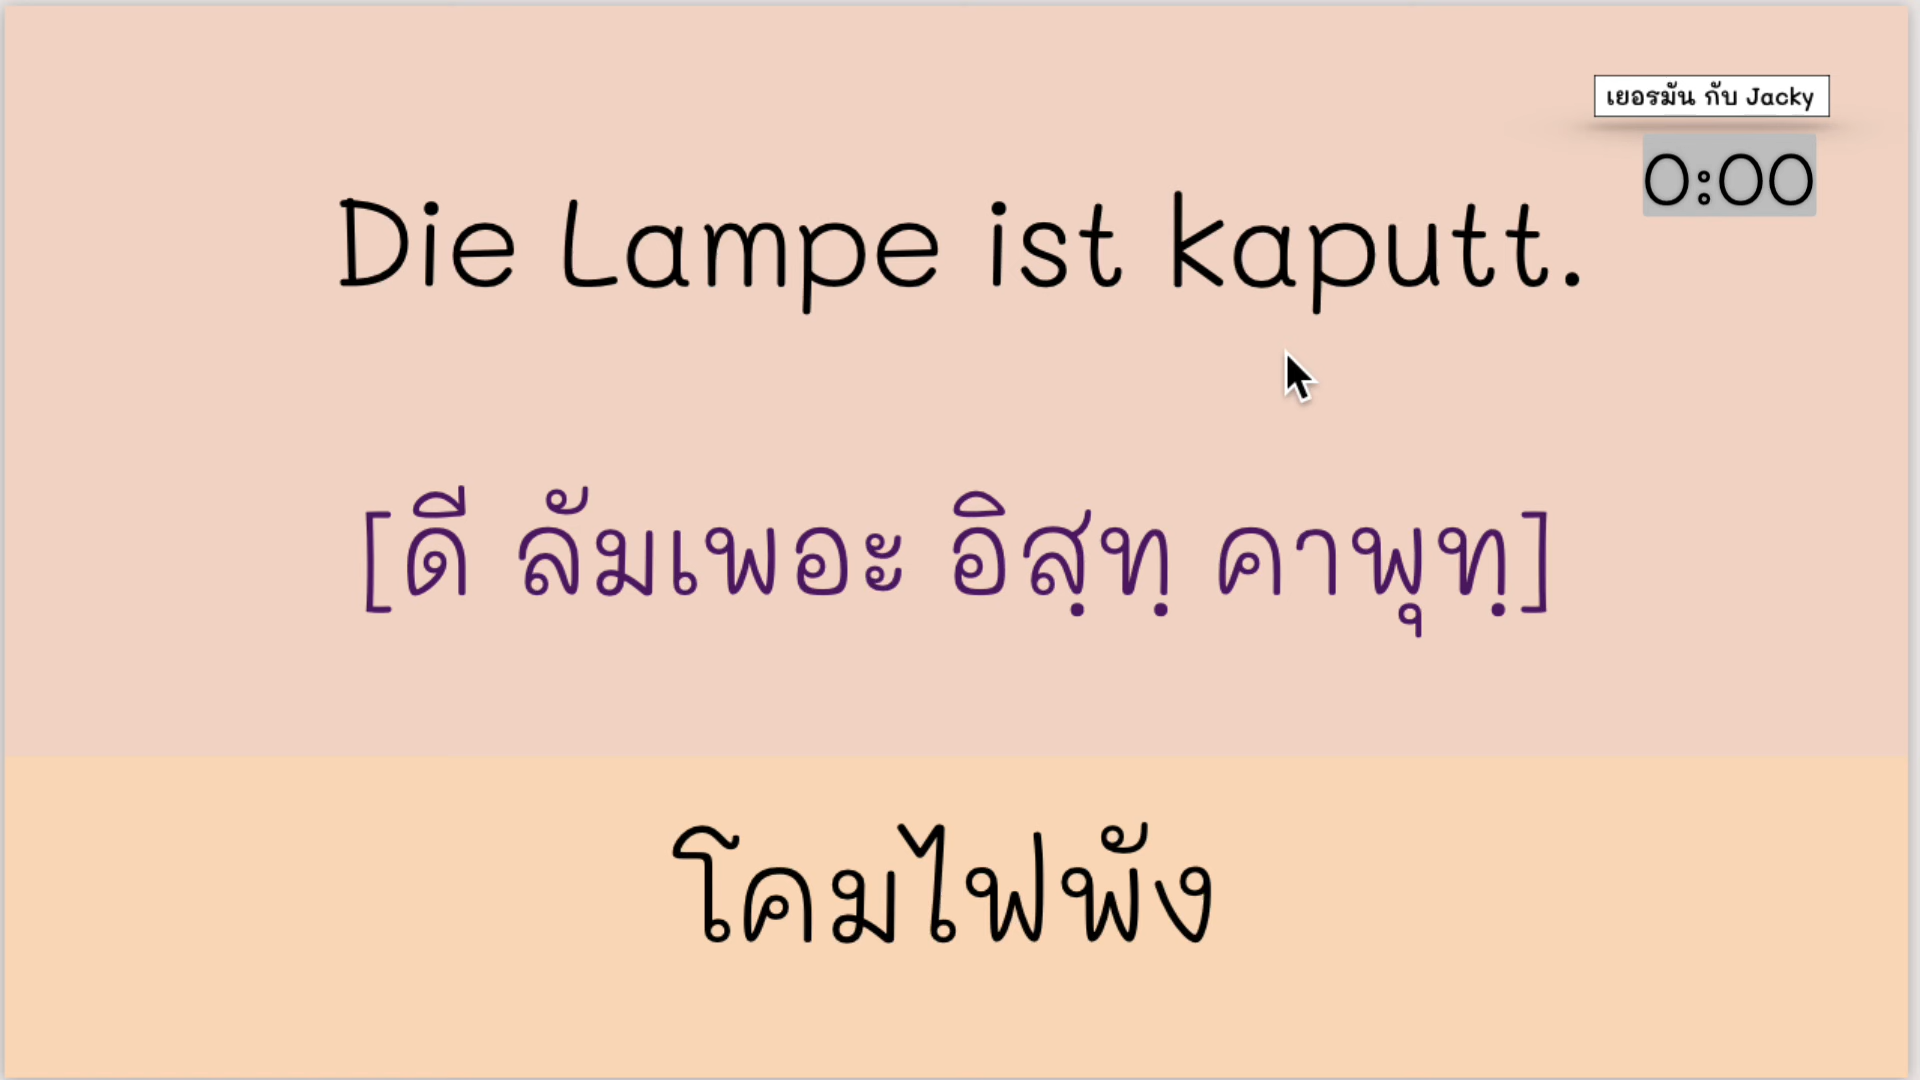 เยอรมัน กับ Jacky
0:00
Die Lampe ist kaputt.
[ดี ลัมเพอะ อิสฺทฺ คาพุทฺ]
โคมไฟพัง